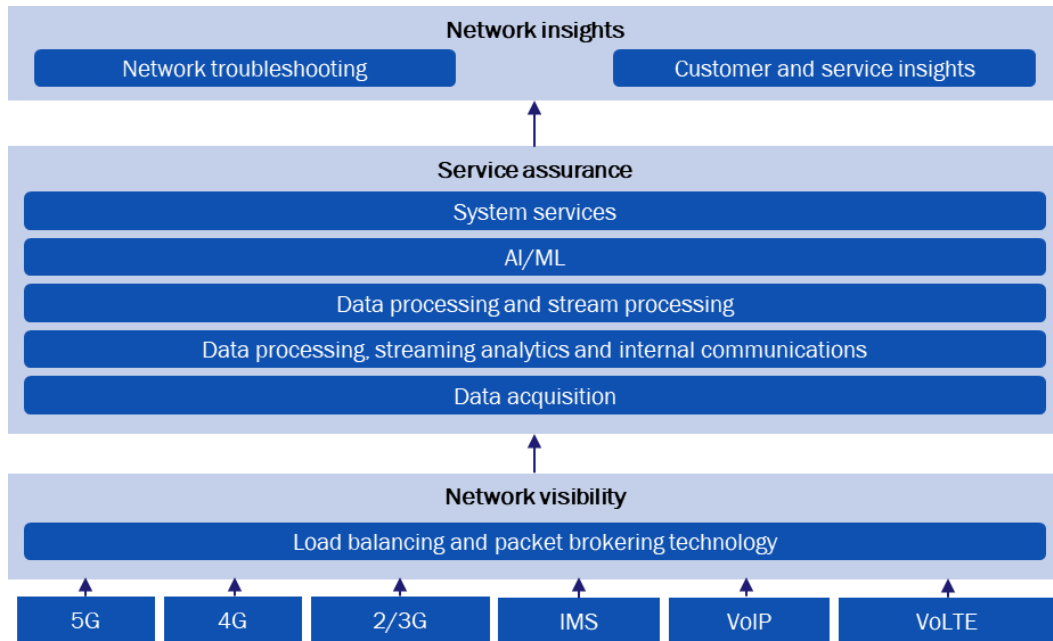 Network insights
Network troubleshooting
Customer and service insights
Service assurance
System services
AI/ML
Data processing and stream processing
Data processing, streaming analytics and internal communications
Data acquisition
Network visibility
Load balancing and packet brokering technology
5G
4G
2/3G
IMS
VoIP
VoLTE